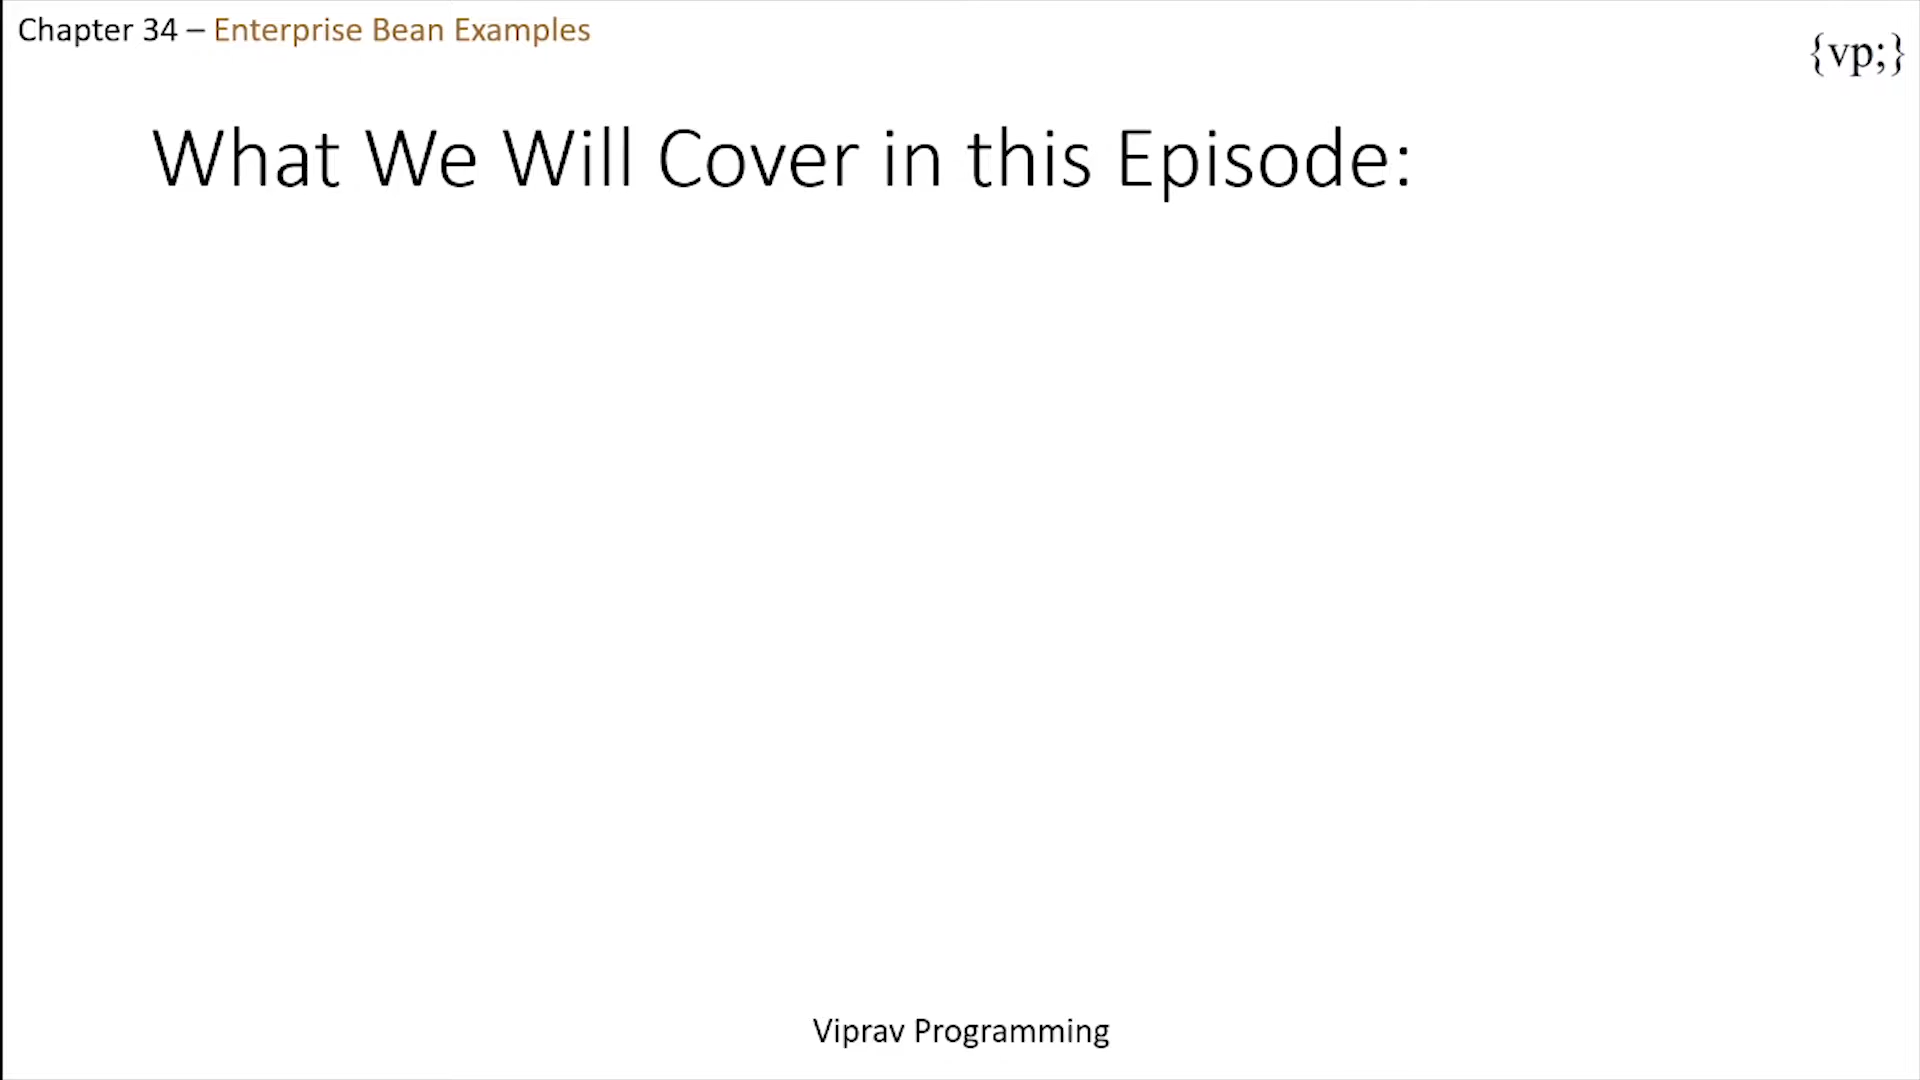 Chapter 34 – Enterprise Bean Examples
{vp;}
What We Will Cover in this Episode:
Viprav Programming